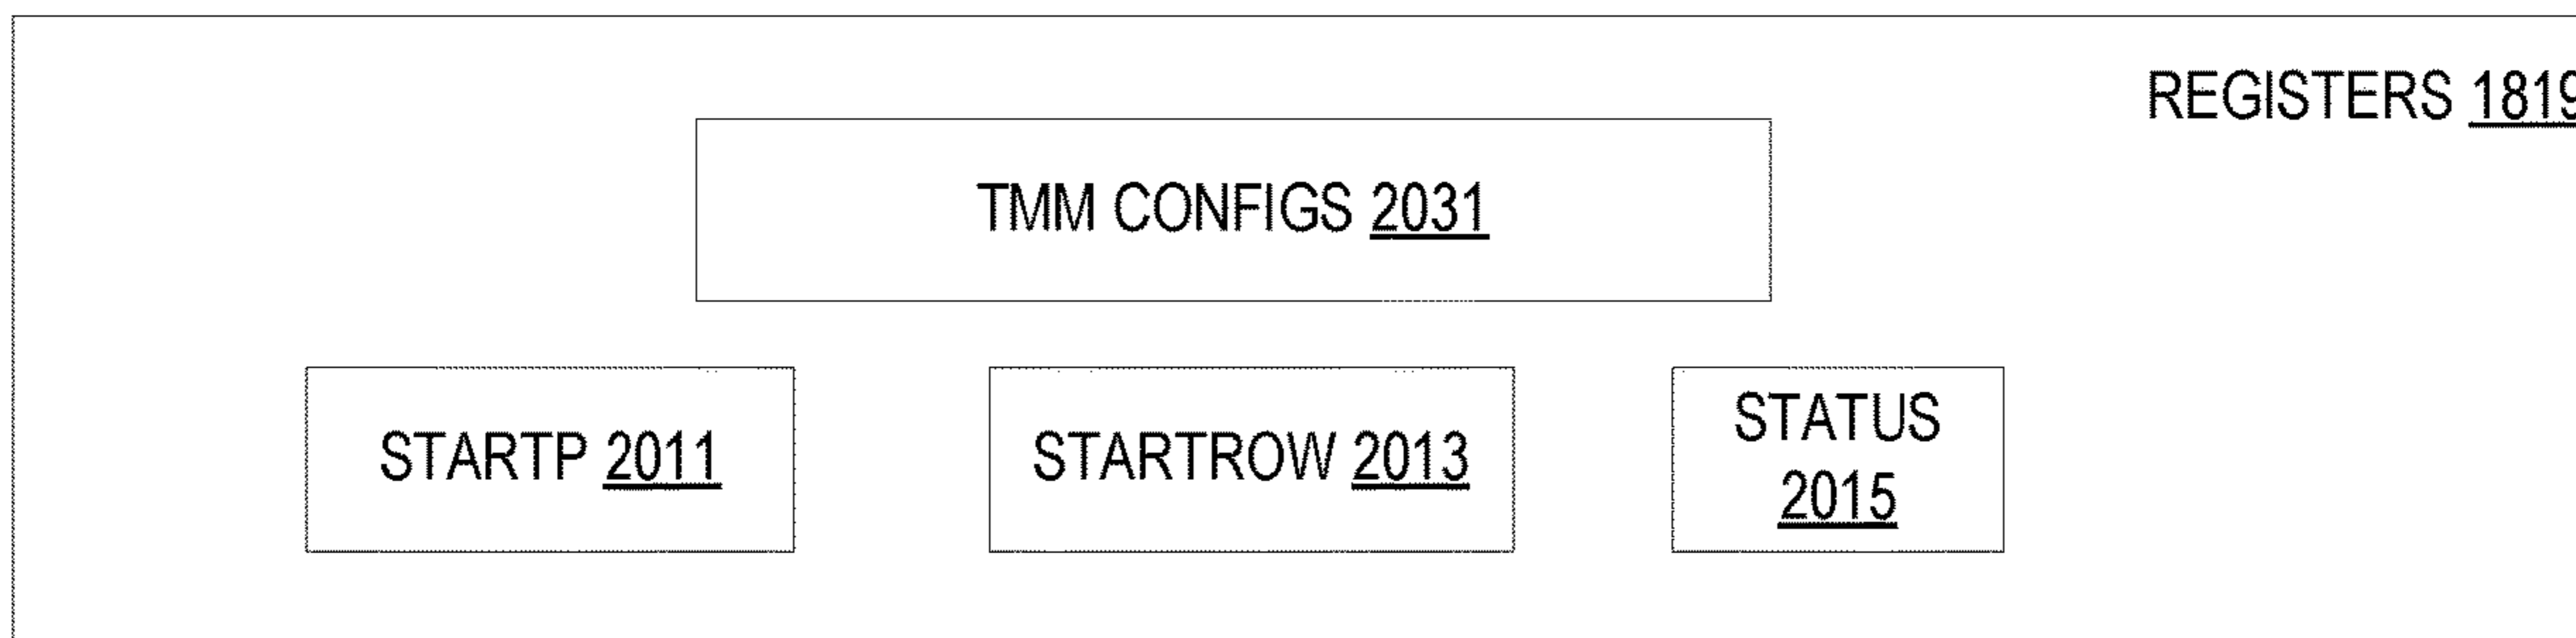 REGISTERS 1819
TMM CONFIGS 2031
STARTP 2011
STARTROW 2013
STATUS
2015